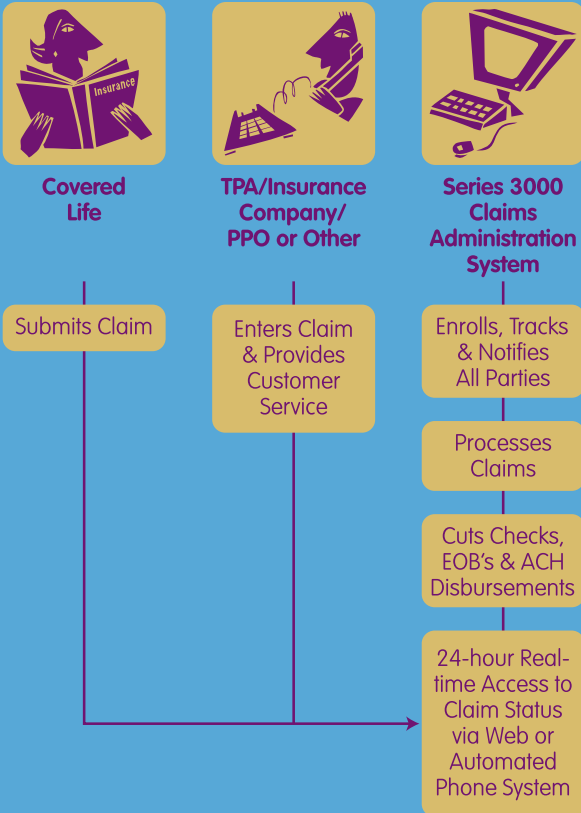 Insurance
Covered
Life
TPA/Insurance
Company/
PPO or Other
Series 3000
Claims
Administration
System
Submits Claim
Enters Claim
& Provides
Customer
Service
Enrolls, Tracks
& Notifies
All Parties
Processes
Claims
Cuts Checks,
EOB's & ACH
Disbursements
24-hour Real-
time Access to
Claim Status
via Web or
Automated
Phone System